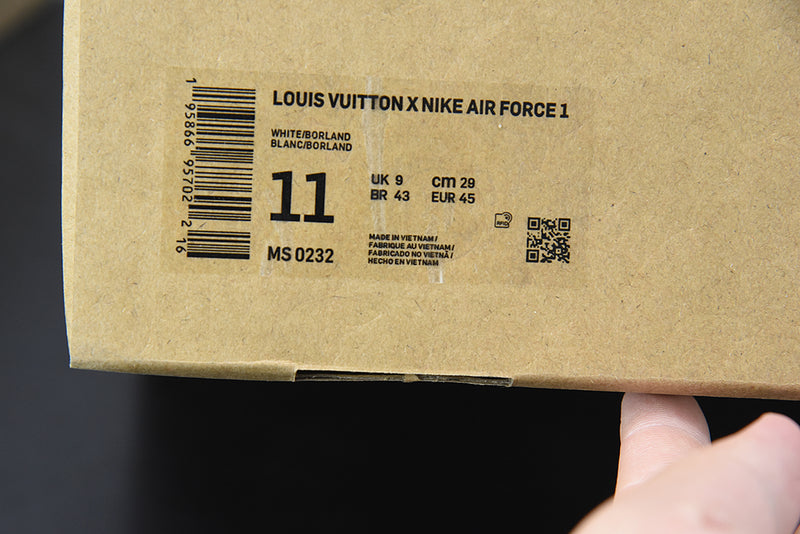 LOUIS VUITTON X NIKE AIR FORCE 1
WHITE/BORLAND
BLANC/BORLAND
11
UK 9 cm 29
BR 43 EUR 45
MS 0232
MADE IN VIETNAM /
FABRIQUE AU VIETNAM /
FABRICADO NO VIETNÃ /
HECHO EN VIETNAM
RFID
1 95866 95702 2 16